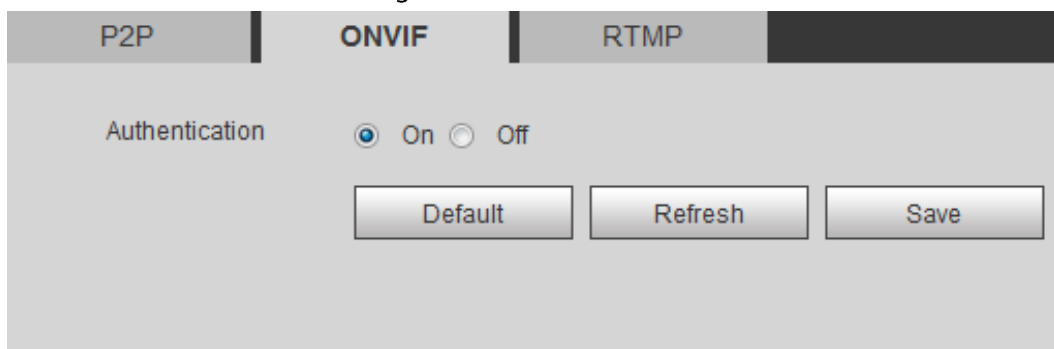 P2P ONVIF RTMP
Authentication On Off
Default Refresh Save